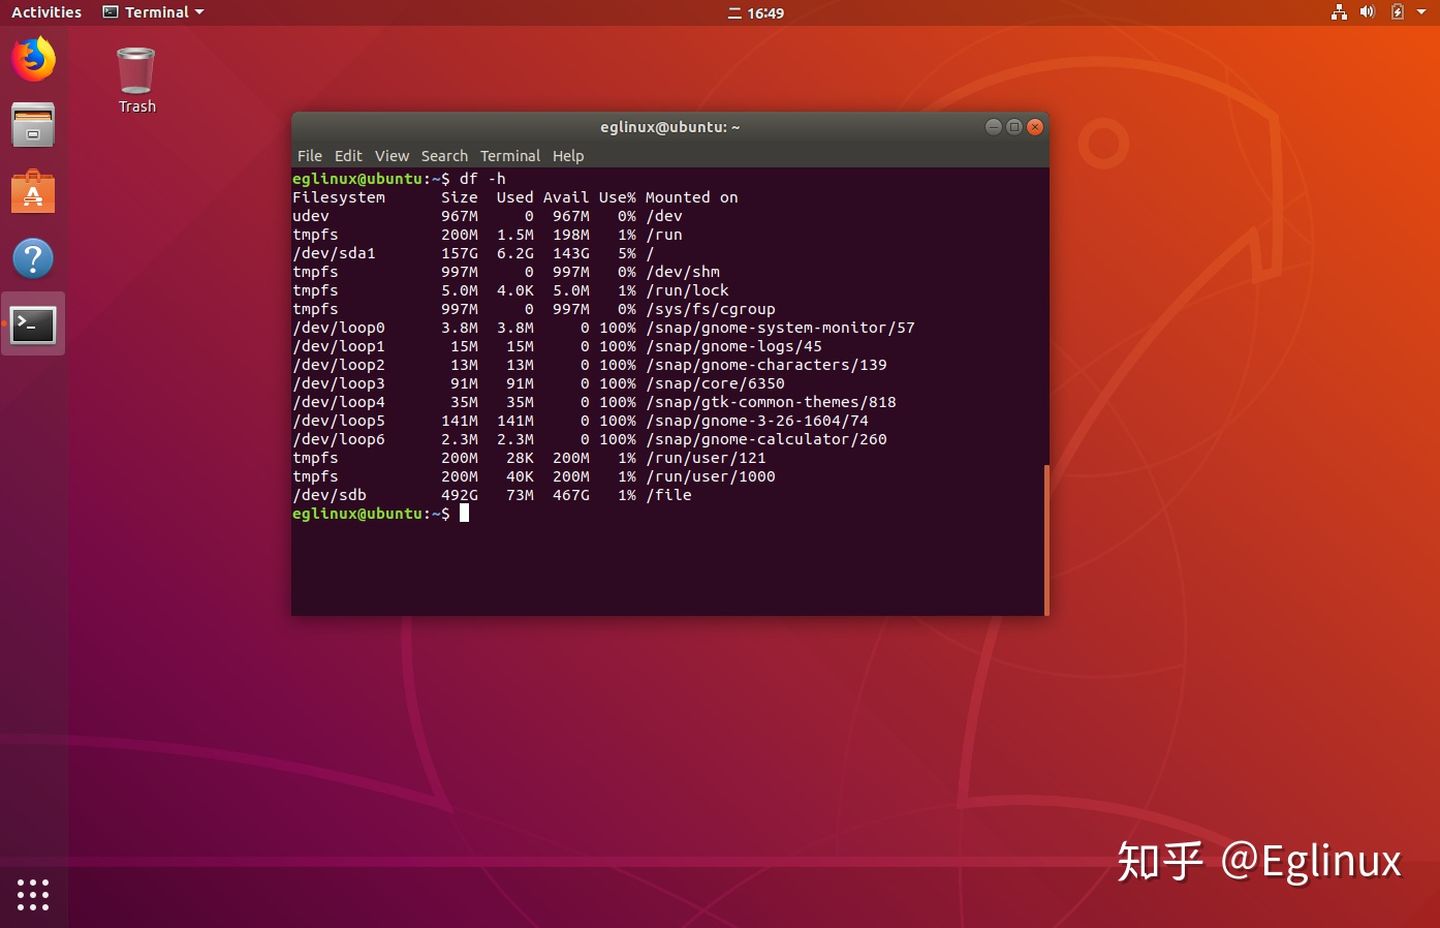 Activities Terminal 二 16:49
Trash
eglinux@ubuntu: ~
File Edit View Search Terminal Help
eglinux@ubuntu:~$ df -h
Filesystem      Size  Used Avail Use% Mounted on
udev            967M     0  967M   0% /dev
tmpfs           200M  1.5M  198M   1% /run
/dev/sda1       157G  6.2G  143G   5% /
tmpfs           997M     0  997M   0% /dev/shm
tmpfs           5.0M  4.0K  5.0M   1% /run/lock
tmpfs           997M     0  997M   0% /sys/fs/cgroup
/dev/loop0      3.8M  3.8M     0 100% /snap/gnome-system-monitor/57
/dev/loop1       15M   15M     0 100% /snap/gnome-logs/45
/dev/loop2       13M   13M     0 100% /snap/gnome-characters/139
/dev/loop3       91M   91M     0 100% /snap/core/6350
/dev/loop4       35M   35M     0 100% /snap/gtk-common-themes/818
/dev/loop5      141M  141M     0 100% /snap/gnome-3-26-1604/74
/dev/loop6      2.3M  2.3M     0 100% /snap/gnome-calculator/260
tmpfs           200M   28K  200M   1% /run/user/121
tmpfs           200M   40K  200M   1% /run/user/1000
/dev/sdb        492G   73M  467G   1% /file
eglinux@ubuntu:~$
知乎 @Eglinux